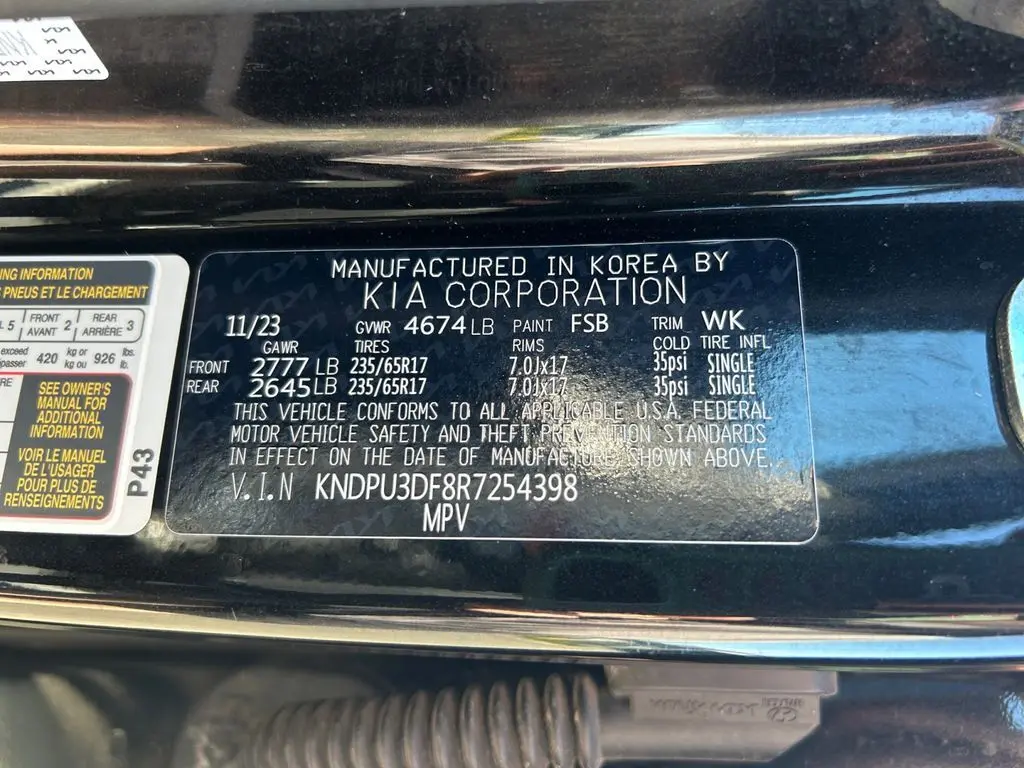 ING INFORMATION
PNEUS ET LE CHARGEMENT
L 5 FRONT AVANT 2 REAR ARRIÈRE 3
exceed 420 kg or kg ou 926 lbs. lb.
SEE OWNER'S
MANUAL FOR
ADDITIONAL
INFORMATION
VOIR LE MANUEL
DE L'USAGER
POUR PLUS DE
RENSEIGNEMENTS
P43
MANUFACTURED IN KOREA BY
KIA CORPORATION
11/23 GVWR 4674 LB PAINT FSB TRIM WK
GAWR TIRES RIMS COLD TIRE INFL
FRONT 2777 LB 235/65R17 7.0Jx17 35psi SINGLE
REAR 2645 LB 235/65R17 7.0Jx17 35psi SINGLE
THIS VEHICLE CONFORMS TO ALL APPLICABLE U.S.A. FEDERAL
MOTOR VEHICLE SAFETY AND THEFT PREVENTION STANDARDS
IN EFFECT ON THE DATE OF MANUFACTURE SHOWN ABOVE.
V.I.N KNDPU3DF8R7254398
MPV